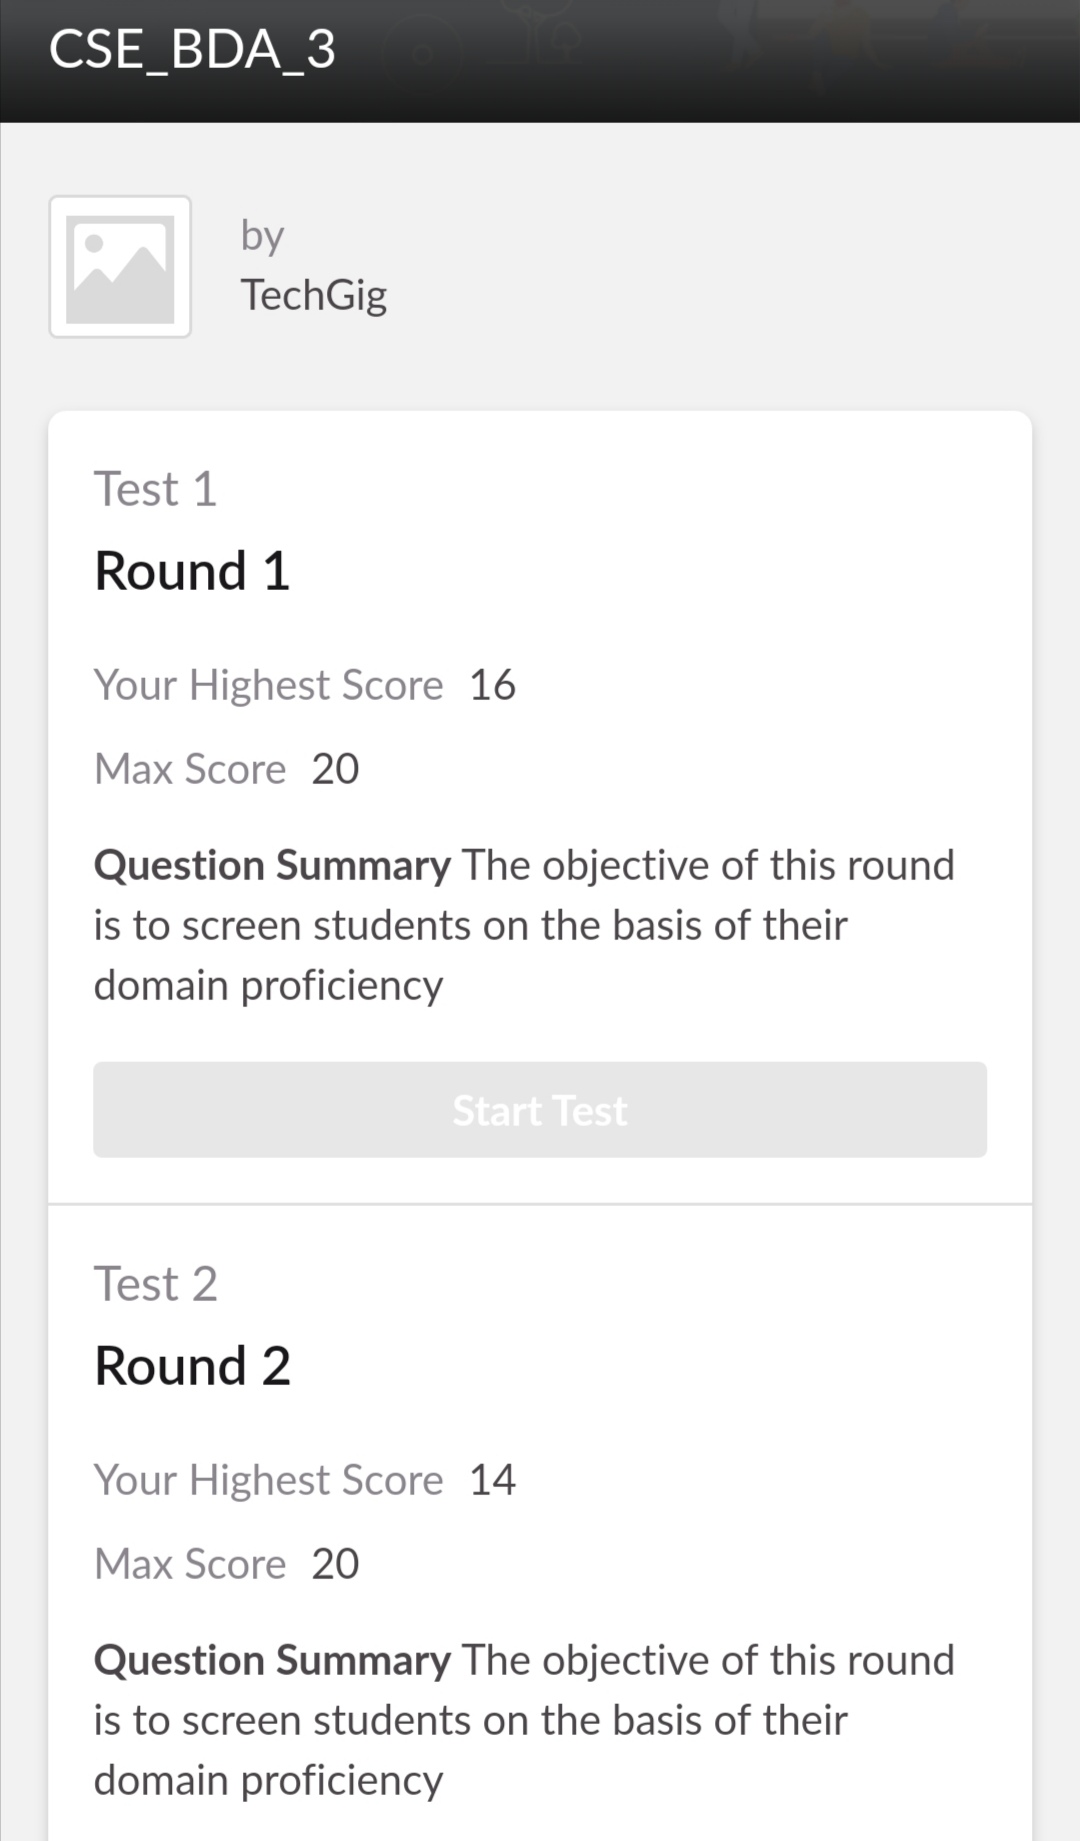 CSE_BDA_3
by
TechGig
Test 1
Round 1
Your Highest Score 16
Max Score 20
Question Summary The objective of this round
is to screen students on the basis of their
domain proficiency
Start Test
Test 2
Round 2
Your Highest Score 14
Max Score 20
Question Summary The objective of this round
is to screen students on the basis of their
domain proficiency